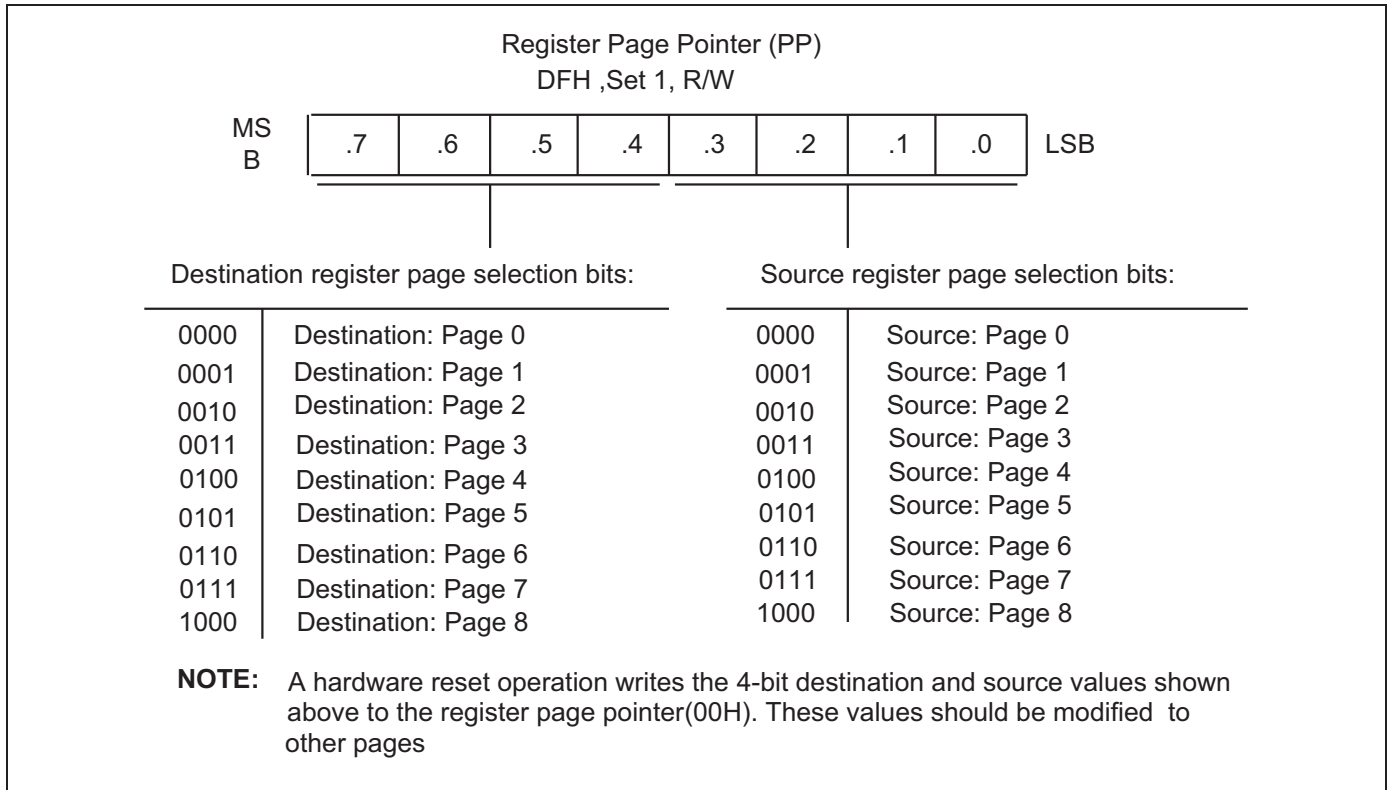 Register Page Pointer (PP)
DFH ,Set 1, R/W
MS
B
.7 .6 .5 .4 .3 .2 .1 .0 LSB
Destination register page selection bits:
0000 Destination: Page 0
0001 Destination: Page 1
0010 Destination: Page 2
0011 Destination: Page 3
0100 Destination: Page 4
0101 Destination: Page 5
0110 Destination: Page 6
0111 Destination: Page 7
1000 Destination: Page 8
Source register page selection bits:
0000 Source: Page 0
0001 Source: Page 1
0010 Source: Page 2
0011 Source: Page 3
0100 Source: Page 4
0101 Source: Page 5
0110 Source: Page 6
0111 Source: Page 7
1000 Source: Page 8
NOTE: A hardware reset operation writes the 4-bit destination and source values shown
above to the register page pointer(00H). These values should be modified to
other pages